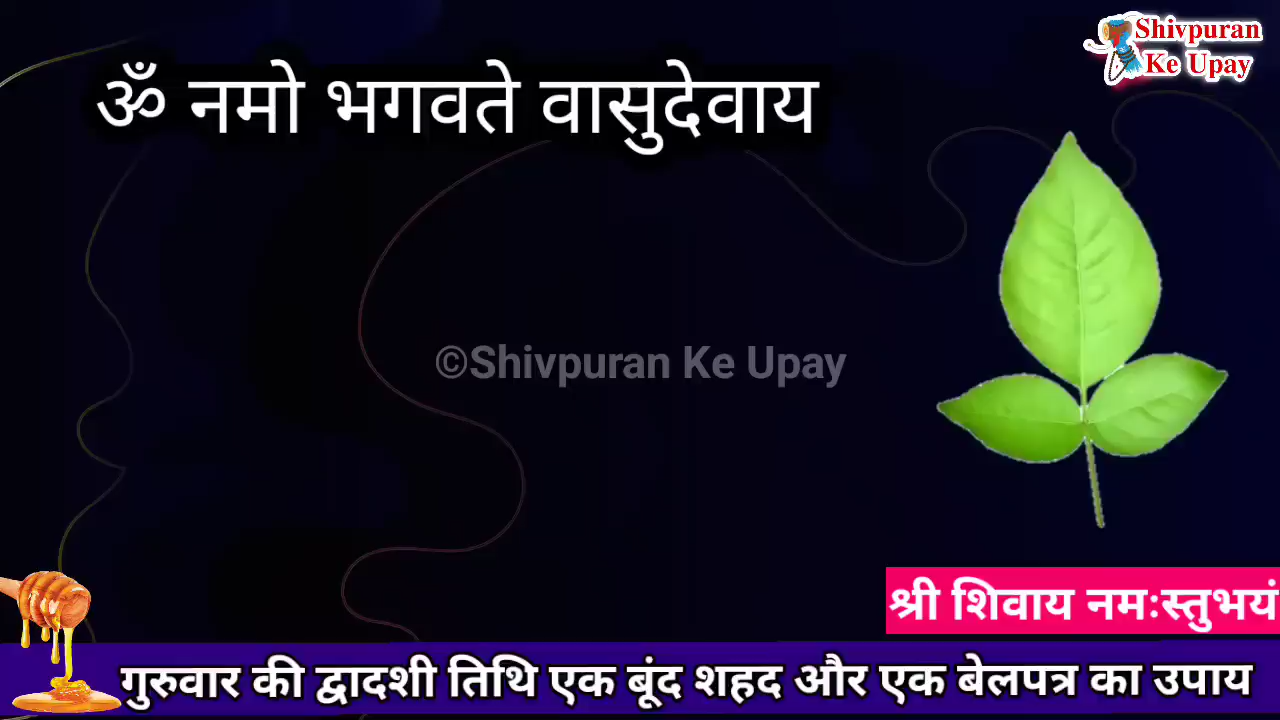 Shivpuran
Ke Upay
ॐ नमो भगवते वासुदेवाय
©Shivpuran Ke Upay
श्री शिवाय नमःस्तुभयं
गुरुवार की द्वादशी तिथि एक बूंद शहद और एक बेलपत्र का उपाय